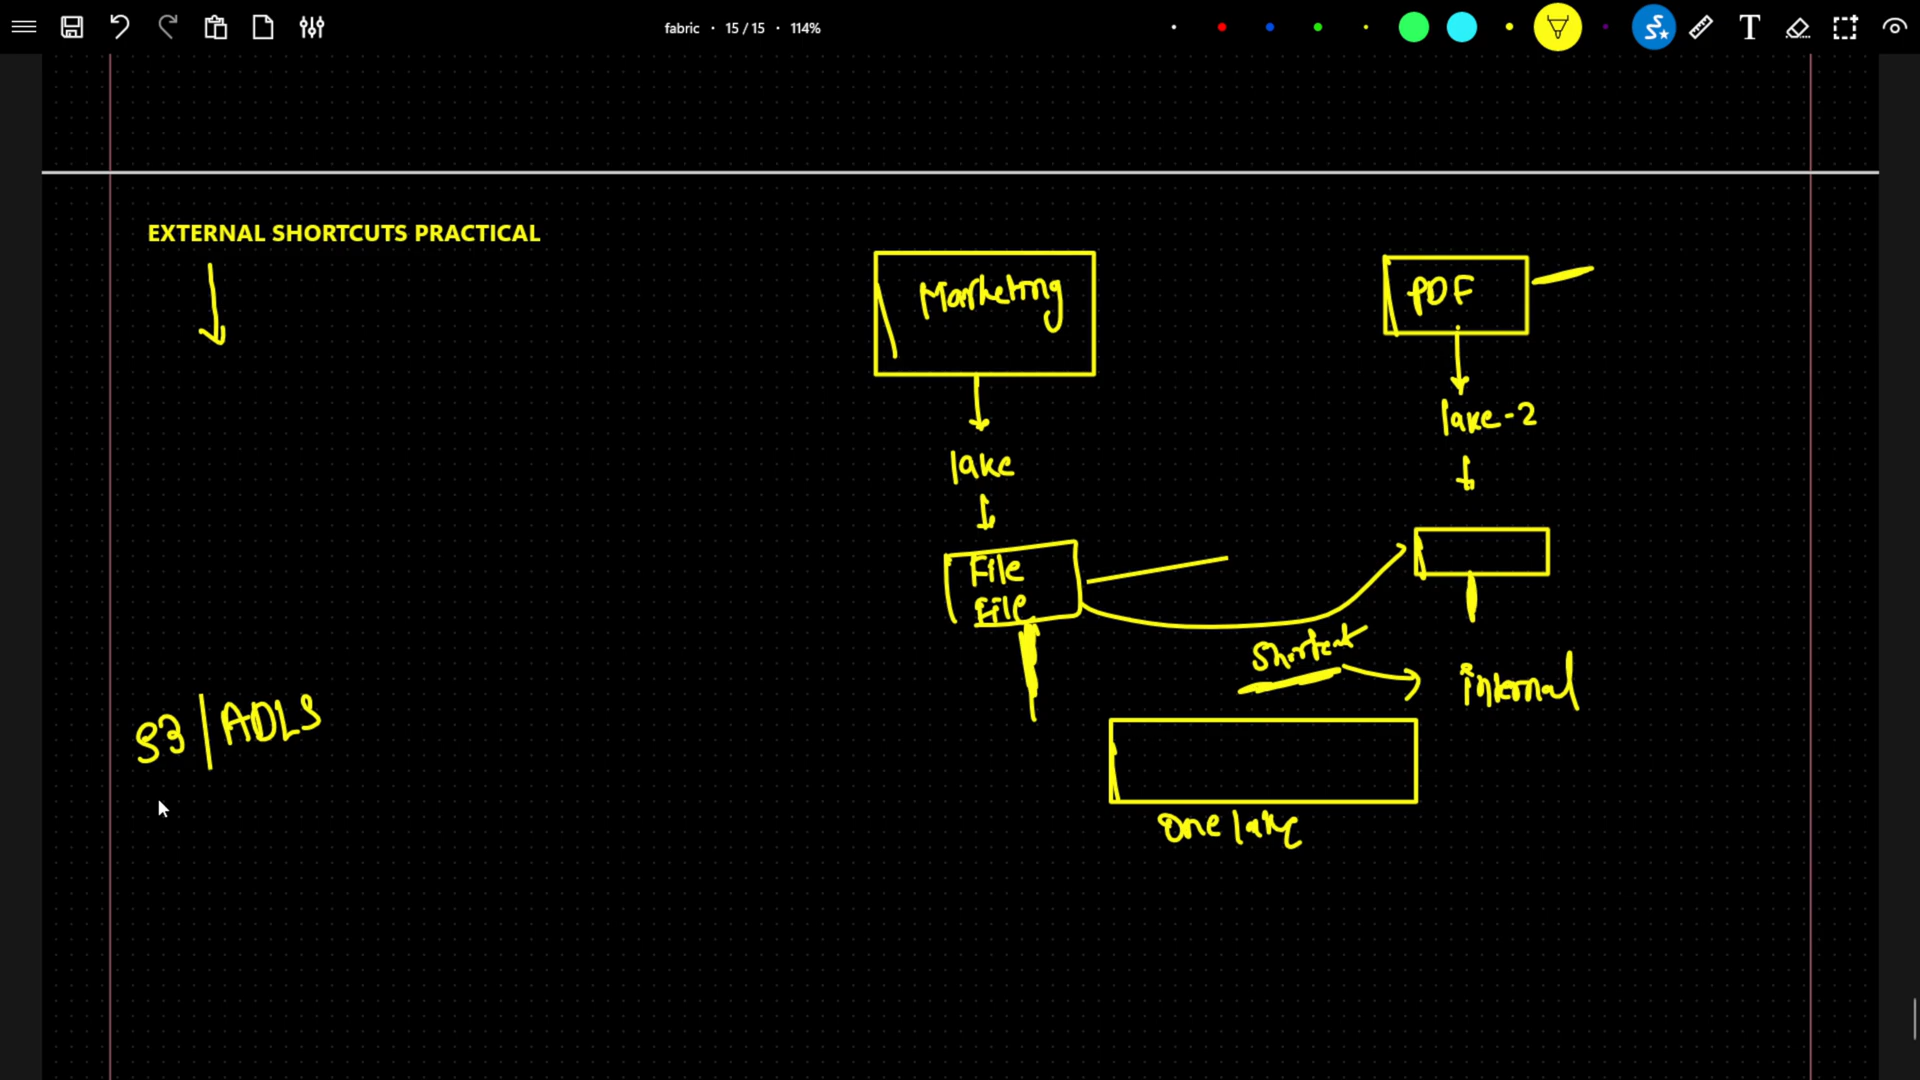 fabric • 15 / 15 • 114%
EXTERNAL SHORTCUTS PRACTICAL
Marketing
PDF
lake-2
lake
File
File
Shortcut
internal
S3 | ADLS
One lake